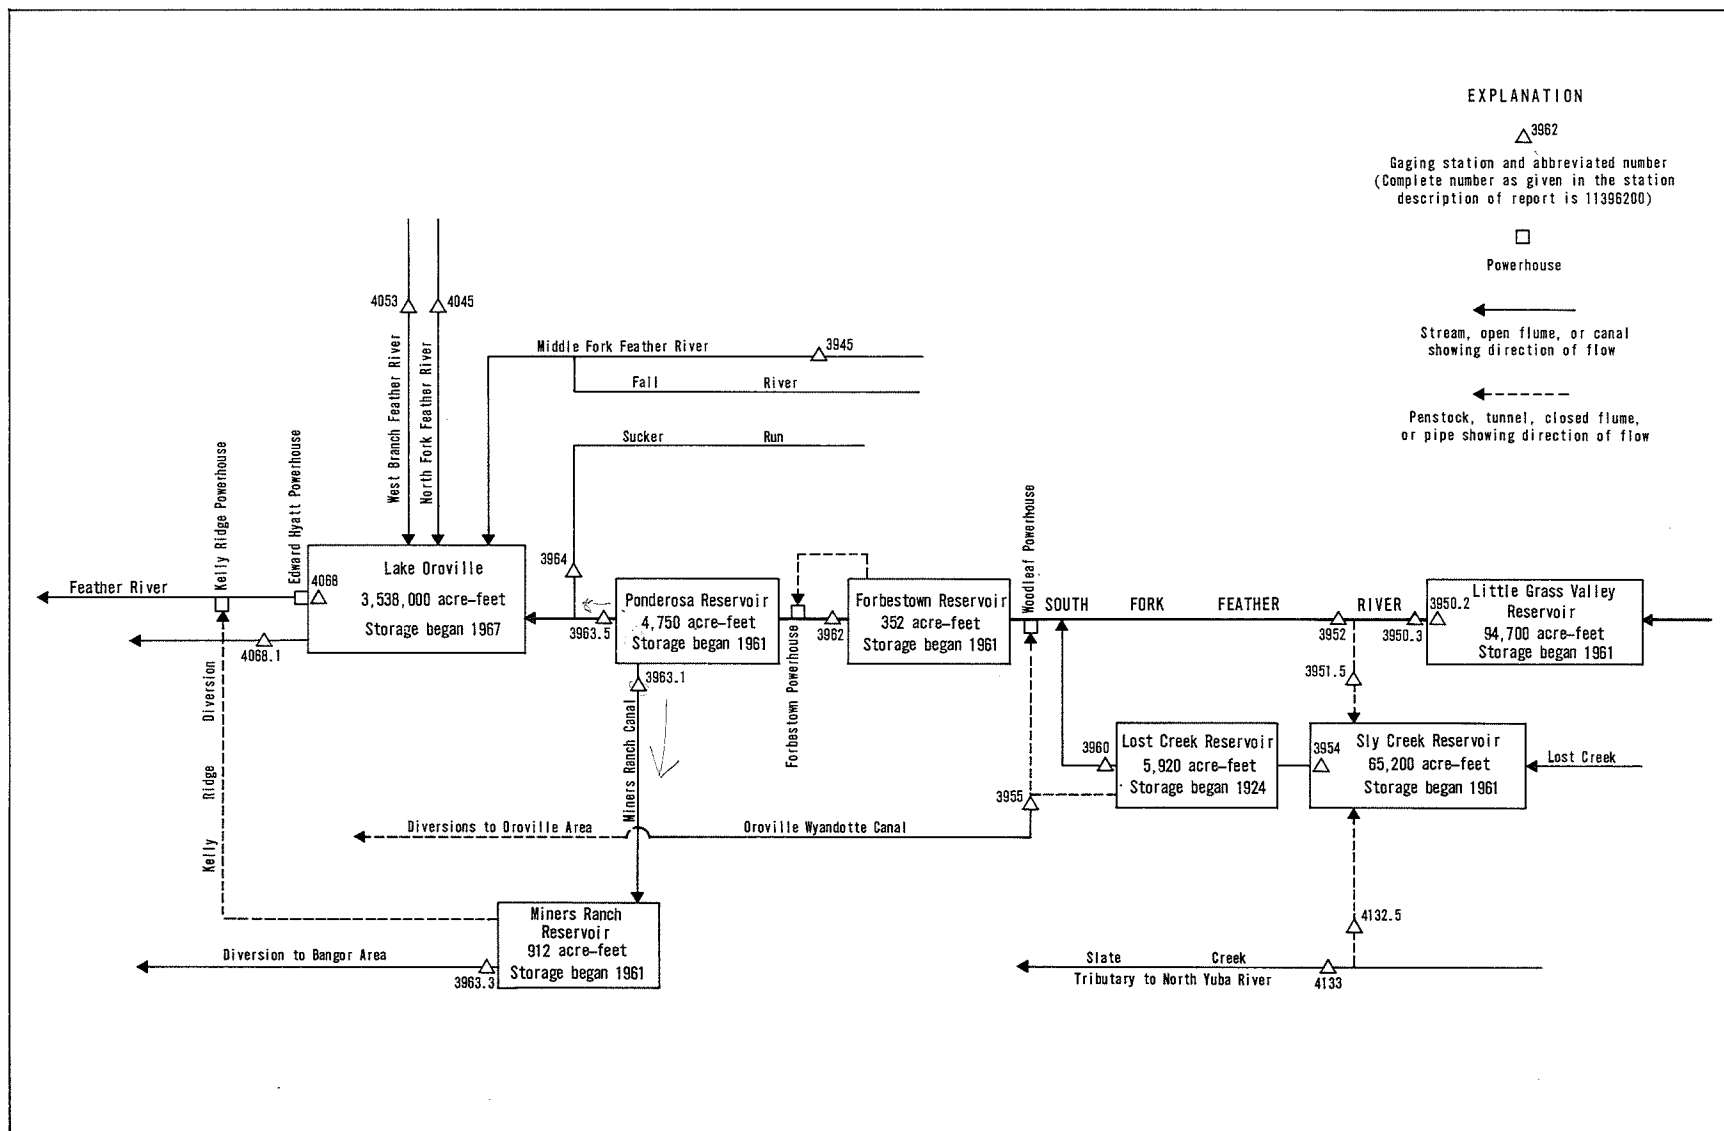 EXPLANATION
3962
Gaging station and abbreviated number
(Complete number as given in the station
description of report is 11396200)
Powerhouse
Stream, open flume, or canal
showing direction of flow
Penstock, tunnel, closed flume,
or pipe showing direction of flow
4053
4045
West Branch Feather River
North Fork Feather River
Middle Fork Feather River
3945
Fall River
Sucker Run
Kelly Ridge Powerhouse
Edward Hyatt Powerhouse
Feather River
4068
Lake Oroville
3,538,000 acre-feet
Storage began 1967
4068.1
3964
3963.5
Ponderosa Reservoir
4,750 acre-feet
Storage began 1961
3963.1
Forbestown Powerhouse
3962
Forbestown Reservoir
352 acre-feet
Storage began 1961
Woodleaf Powerhouse
SOUTH FORK FEATHER RIVER
3952
3950.3
3950.2
Little Grass Valley
Reservoir
94,700 acre-feet
Storage began 1961
3951.5
Miners Ranch Canal
3960
Lost Creek Reservoir
5,920 acre-feet
Storage began 1924
3954
Sly Creek Reservoir
65,200 acre-feet
Storage began 1961
Lost Creek
3955
Diversions to Oroville Area
Oroville Wyandotte Canal
Kelly Ridge Diversion
Miners Ranch
Reservoir
912 acre-feet
Storage began 1961
Diversion to Bangor Area
3963.3
4132.5
Slate Creek
Tributary to North Yuba River
4133